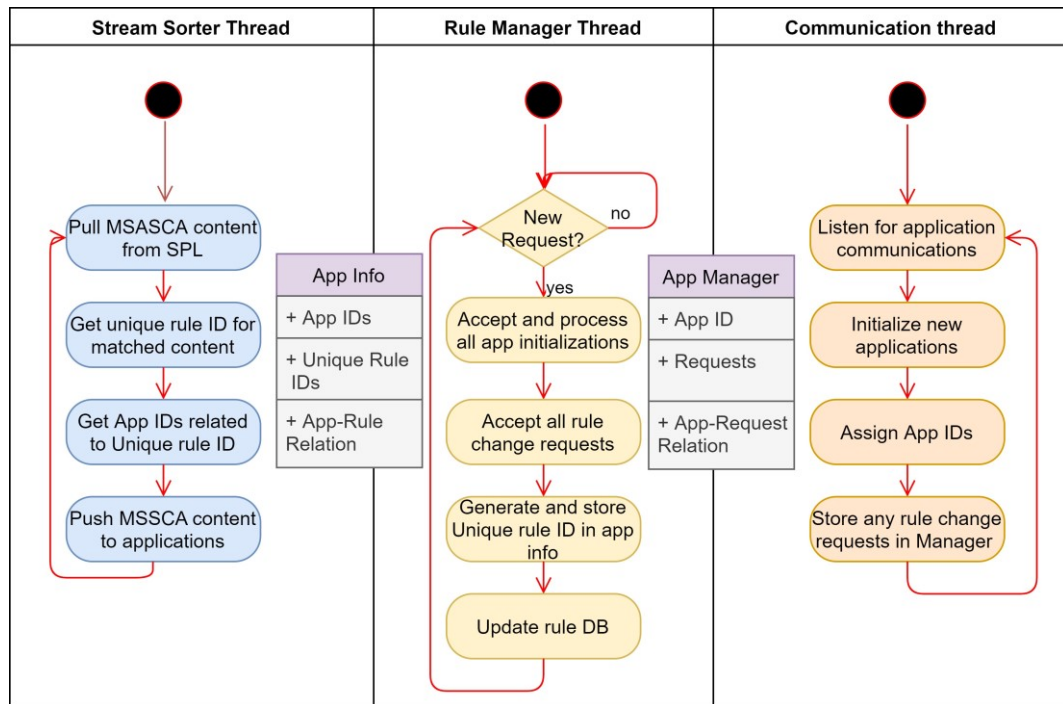 Stream Sorter Thread
Rule Manager Thread
Communication thread
Pull MSASCA content
from SPL
Get unique rule ID for
matched content
Get App IDs related
to Unique rule ID
Push MSSCA content
to applications
App Info
+ App IDs
+ Unique Rule
IDs
+ App-Rule
Relation
New
Request?
no
yes
Accept and process
all app initializations
Accept all rule
change requests
Generate and store
Unique rule ID in app
info
Update rule DB
App Manager
+ App ID
+ Requests
+ App-Request
Relation
Listen for application
communications
Initialize new
applications
Assign App IDs
Store any rule change
requests in Manager